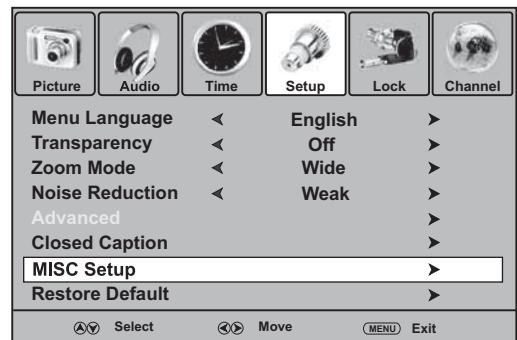 Picture Audio Time Setup Lock Channel
Menu Language English
Transparency Off
Zoom Mode Wide
Noise Reduction Weak
Advanced
Closed Caption
MISC Setup
Restore Default
Select Move MENU Exit